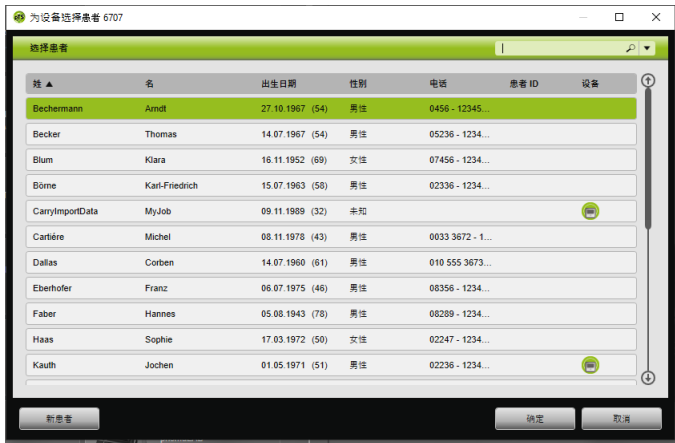 为设备选择患者 6707
选择患者
姓 ▲ 名 出生日期 性别 电话 患者 ID 设备
Bechermann Arndt 27.10.1967 (54) 男性 0456 - 12345...
Becker Thomas 14.07.1967 (54) 男性 05236 - 1234...
Blum Klara 16.11.1952 (69) 女性 07456 - 1234...
Börne Karl-Friedrich 15.07.1963 (58) 男性 02336 - 1234...
CarryImportData MyJob 09.11.1989 (32) 未知
Cartiére Michel 08.11.1978 (43) 男性 0033 3672 - 1...
Dallas Corben 14.07.1960 (61) 男性 010 555 3673...
Eberhofer Franz 06.07.1975 (46) 男性 08356 - 1234...
Faber Hannes 05.08.1943 (78) 男性 08289 - 1234...
Haas Sophie 17.03.1972 (50) 女性 02247 - 1234...
Kauth Jochen 01.05.1971 (51) 男性 02236 - 1234...
新患者 确定 取消